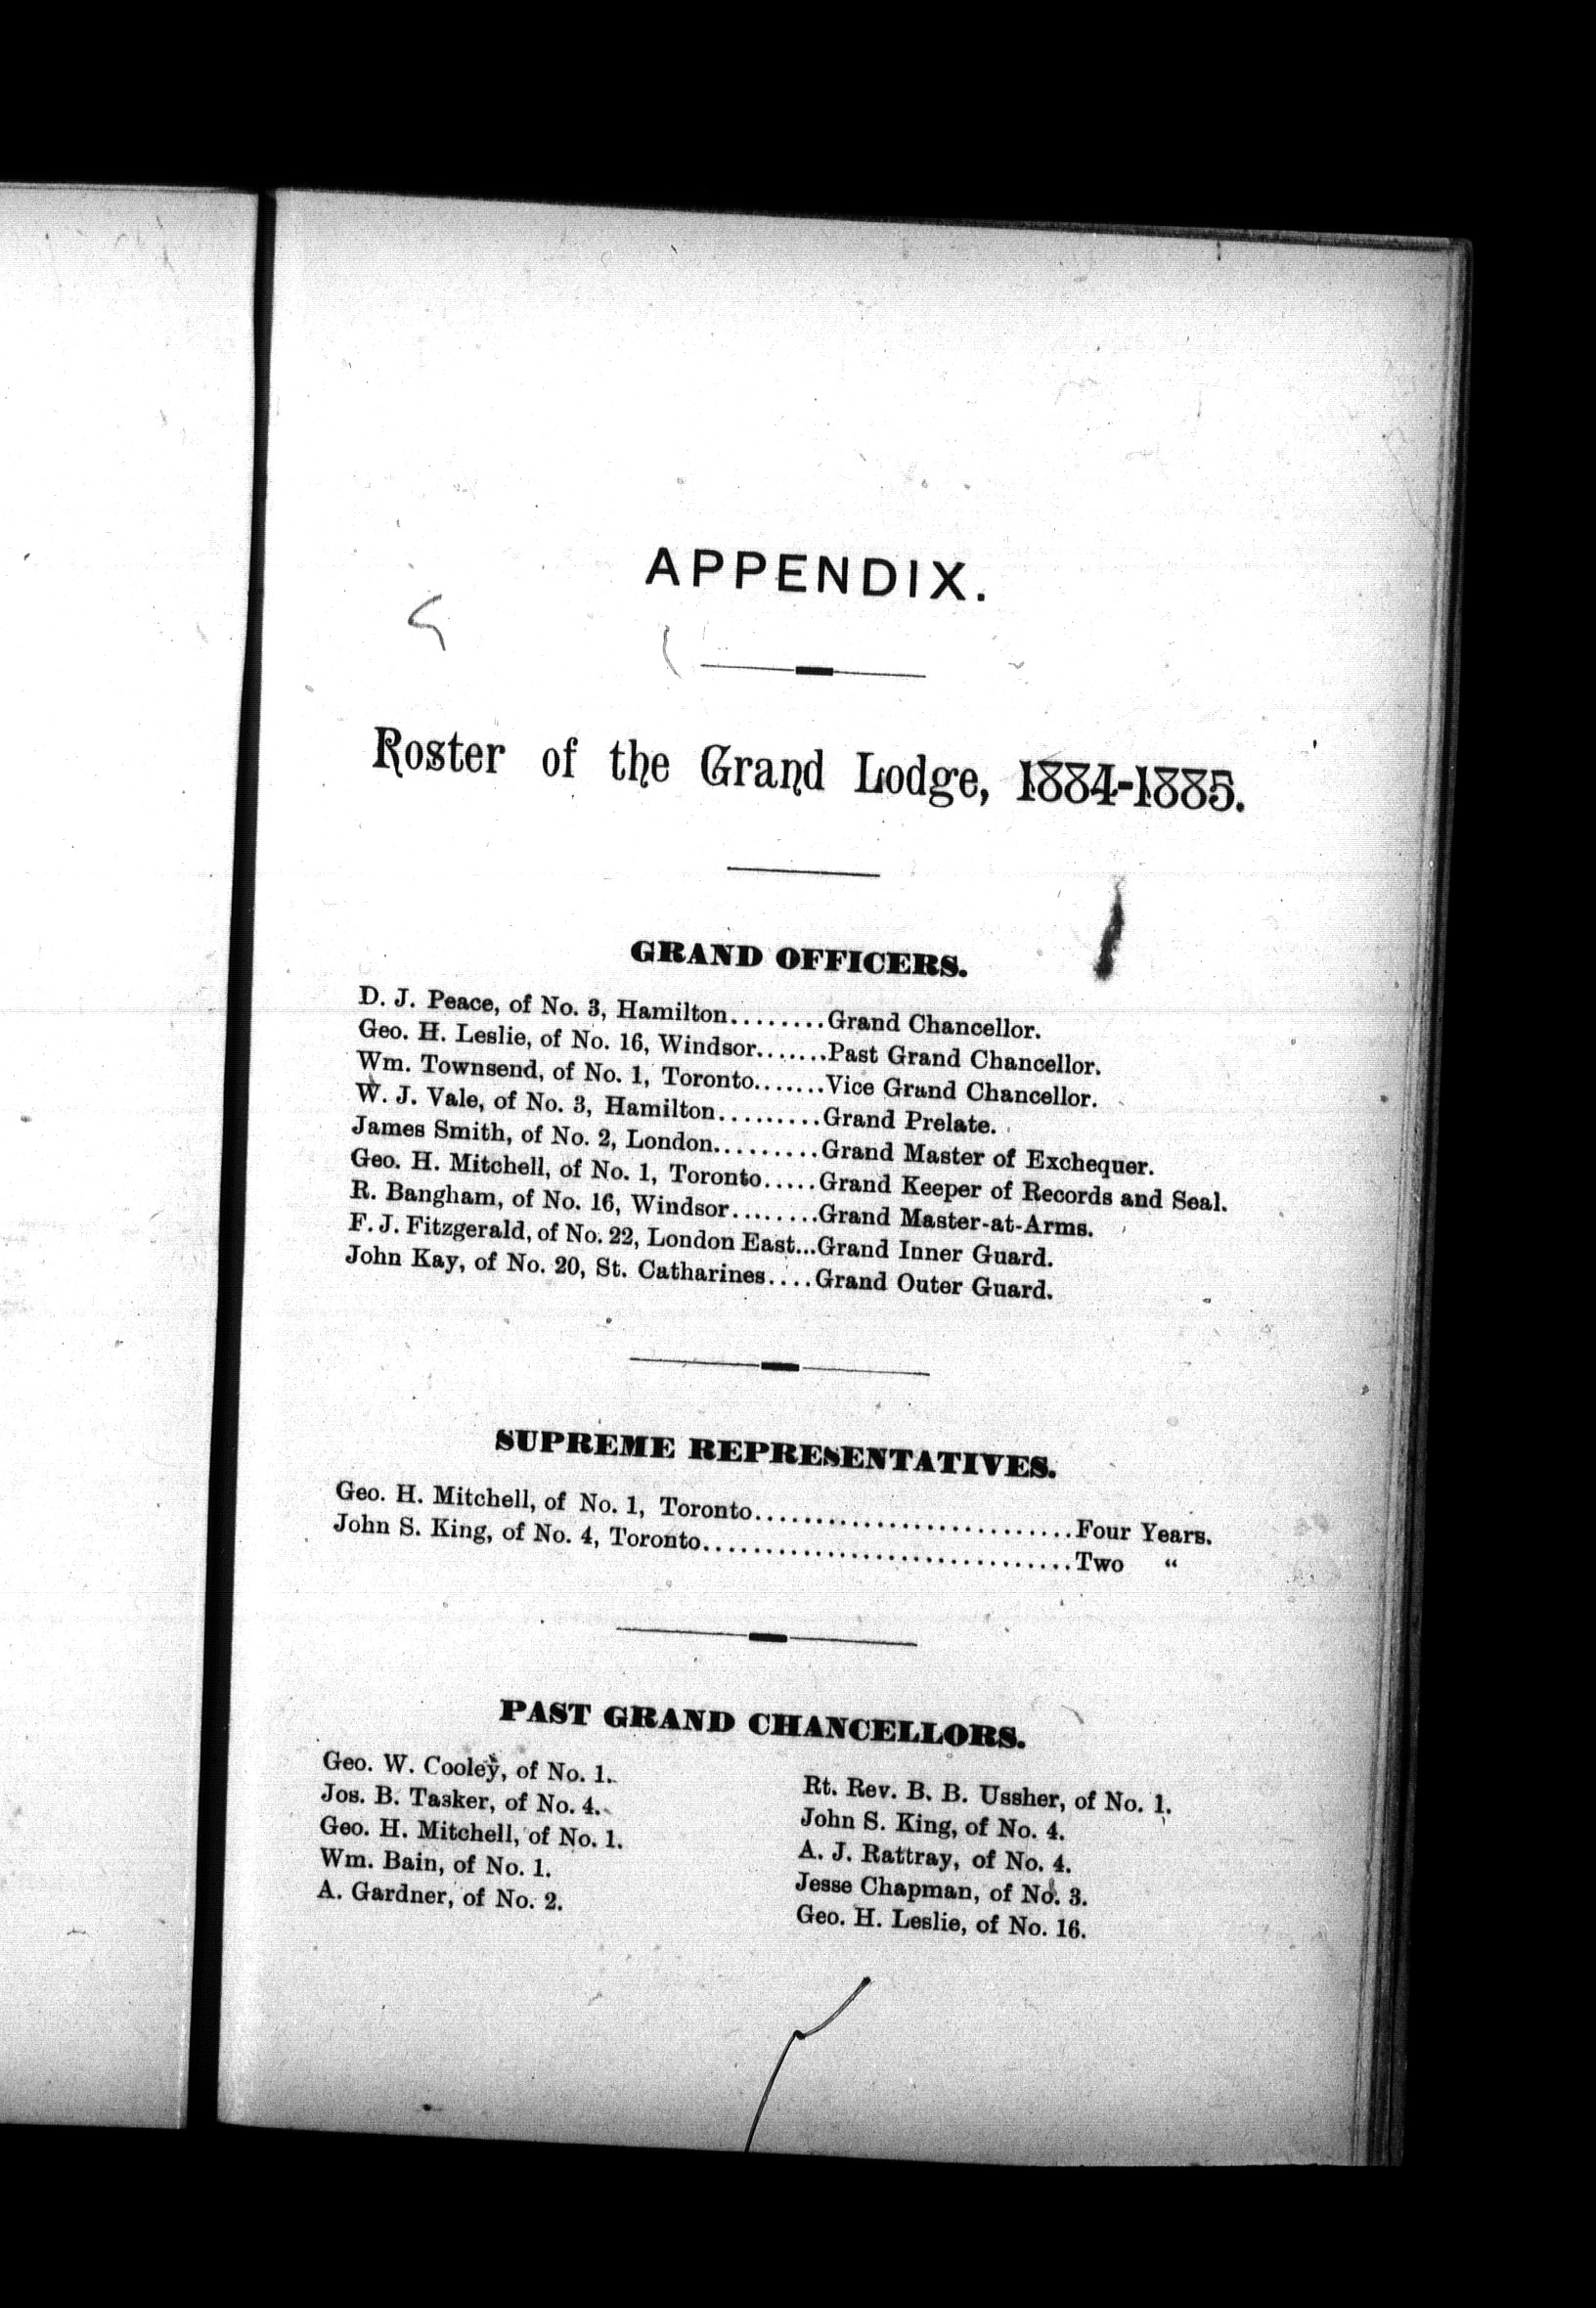 APPENDIX.
Roster of the Grand Lodge, 1884-1885.
GRAND OFFICERS.
D. J. Peace, of No. 3, Hamilton........Grand Chancellor.
Geo. H. Leslie, of No. 16, Windsor.......Past Grand Chancellor.
Wm. Townsend, of No. 1, Toronto.......Vice Grand Chancellor.
W. J. Vale, of No. 3, Hamilton.........Grand Prelate.
James Smith, of No. 2, London.........Grand Master of Exchequer.
Geo. H. Mitchell, of No. 1, Toronto.....Grand Keeper of Records and Seal.
R. Bangham, of No. 16, Windsor........Grand Master-at-Arms.
F. J. Fitzgerald, of No. 22, London East...Grand Inner Guard.
John Kay, of No. 20, St. Catharines....Grand Outer Guard.
SUPREME REPRESENTATIVES.
Geo. H. Mitchell, of No. 1, Toronto..........................Four Years.
John S. King, of No. 4, Toronto..............................Two "
PAST GRAND CHANCELLORS.
Geo. W. Cooley, of No. 1.
Jos. B. Tasker, of No. 4.
Geo. H. Mitchell, of No. 1.
Wm. Bain, of No. 1.
A. Gardner, of No. 2.
Rt. Rev. B. B. Ussher, of No. 1.
John S. King, of No. 4.
A. J. Rattray, of No. 4.
Jesse Chapman, of No. 3.
Geo. H. Leslie, of No. 16.